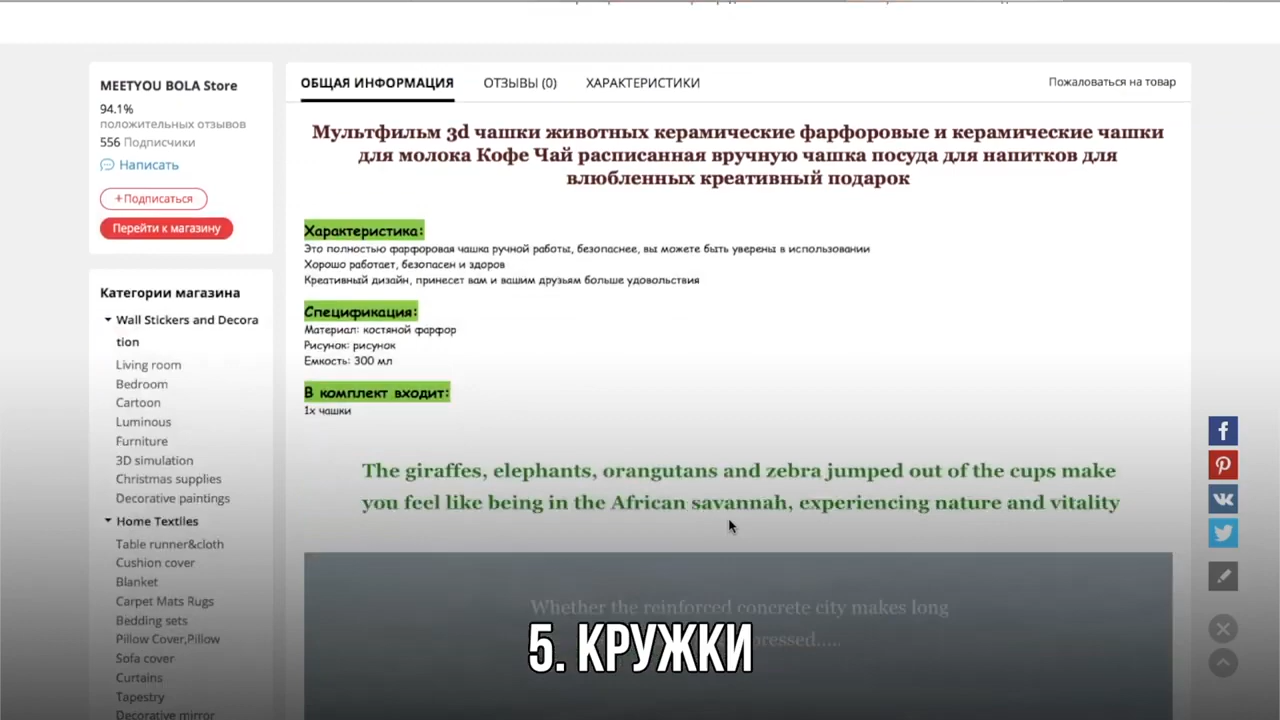 MEETYOU BOLA Store
94.1%
положительных отзывов
556 Подписчики
Написать
+Подписаться
Перейти к магазину
Категории магазина
Wall Stickers and Decora
tion
Living room
Bedroom
Cartoon
Luminous
Furniture
3D simulation
Christmas supplies
Decorative paintings
Home Textiles
Table runner&cloth
Cushion cover
Blanket
Carpet Mats Rugs
Bedding sets
Pillow Cover,Pillow
Sofa cover
Curtains
Tapestry
Decorative mirror
ОБЩАЯ ИНФОРМАЦИЯ
ОТЗЫВЫ (0)
ХАРАКТЕРИСТИКИ
Пожаловаться на товар
Мультфильм 3d чашки животных керамические фарфоровые и керамические чашки
для молока Кофе Чай расписанная вручную чашка посуда для напитков для
влюбленных креативный подарок
Характеристика:
Это полностью фарфоровая чашка ручной работы, безопаснее, вы можете быть уверены в использовании
Хорошо работает, безопасен и здоров
Креативный дизайн, принесет вам и вашим друзьям больше удовольствия
Спецификация:
Материал: костяной фарфор
Рисунок: рисунок
Емкость: 300 мл
В комплект входит:
1х чашки
The giraffes, elephants, orangutans and zebra jumped out of the cups make
you feel like being in the African savannah, experiencing nature and vitality
Whether the reinforced concrete city makes long
5. КРУЖКИ